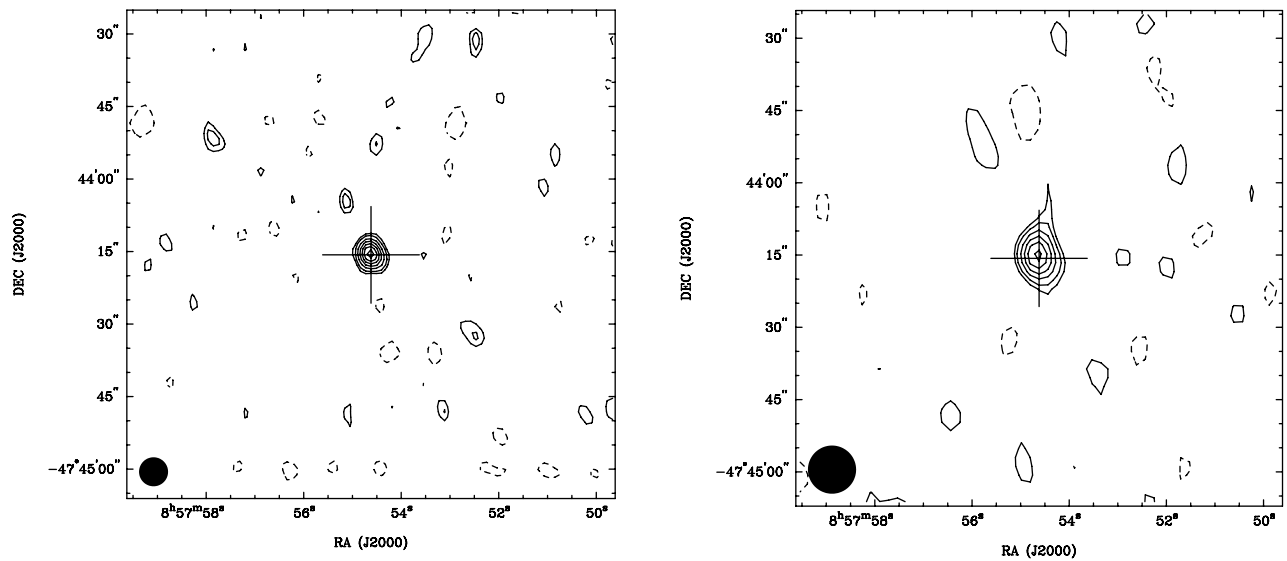 30"
45"
44'00"
15"
30"
45"
-47°45'00"
DEC (J2000)
8ʰ57ᵐ58ˢ 56ˢ 54ˢ 52ˢ 50ˢ
RA (J2000)
30"
45"
44'00"
15"
30"
45"
-47°45'00"
DEC (J2000)
8ʰ57ᵐ58ˢ 56ˢ 54ˢ 52ˢ 50ˢ
RA (J2000)